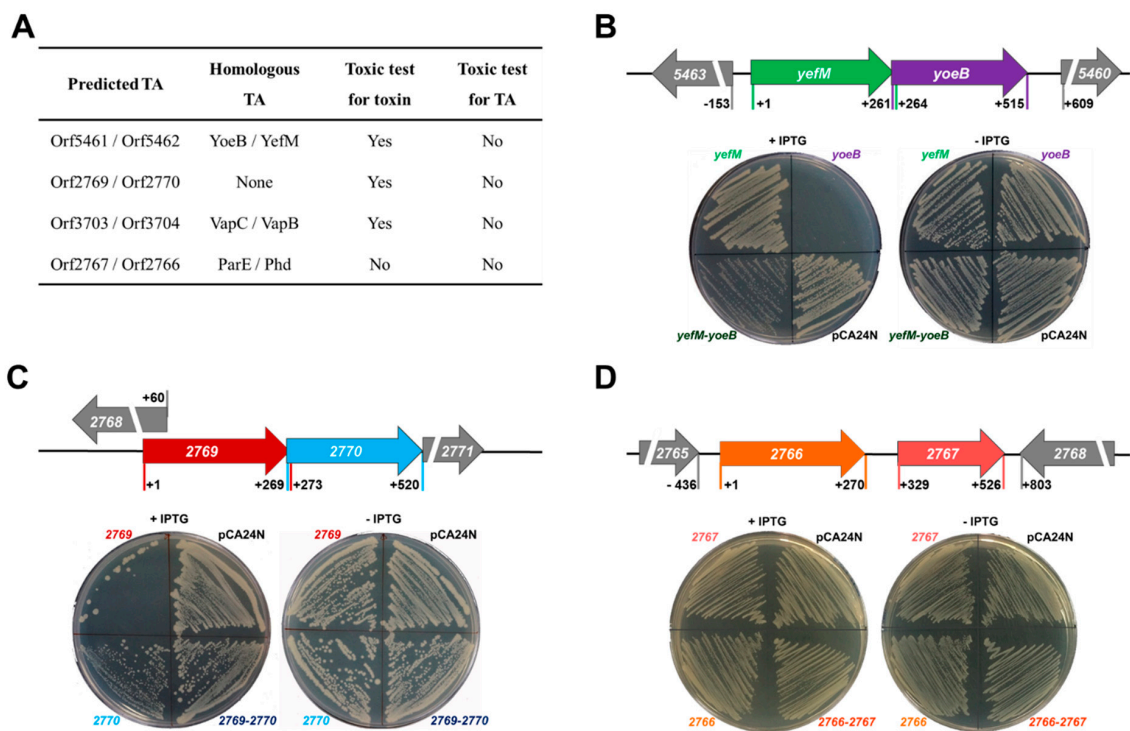 A
Predicted TA Homologous TA Toxic test for toxin Toxic test for TA
Orf5461 / Orf5462 YoeB / YefM Yes No
Orf2769 / Orf2770 None Yes No
Orf3703 / Orf3704 VapC / VapB Yes No
Orf2767 / Orf2766 ParE / Phd No No
B
5463 yefM yoeB 5460
-153 +1 +261 +264 +515 +609
+ IPTG - IPTG
yefM yoeB yefM yoeB
yefM-yoeB pCA24N yefM-yoeB pCA24N
C
+60
2768
2769 2770 2771
+1 +269 +273 +520
+ IPTG - IPTG
2769 pCA24N 2769 pCA24N
2770 2769-2770 2770 2769-2770
D
2765 2766 2767 2768
- 436 +1 +270 +329 +526 +803
+ IPTG - IPTG
2767 pCA24N 2767 pCA24N
2766 2766-2767 2766 2766-2767